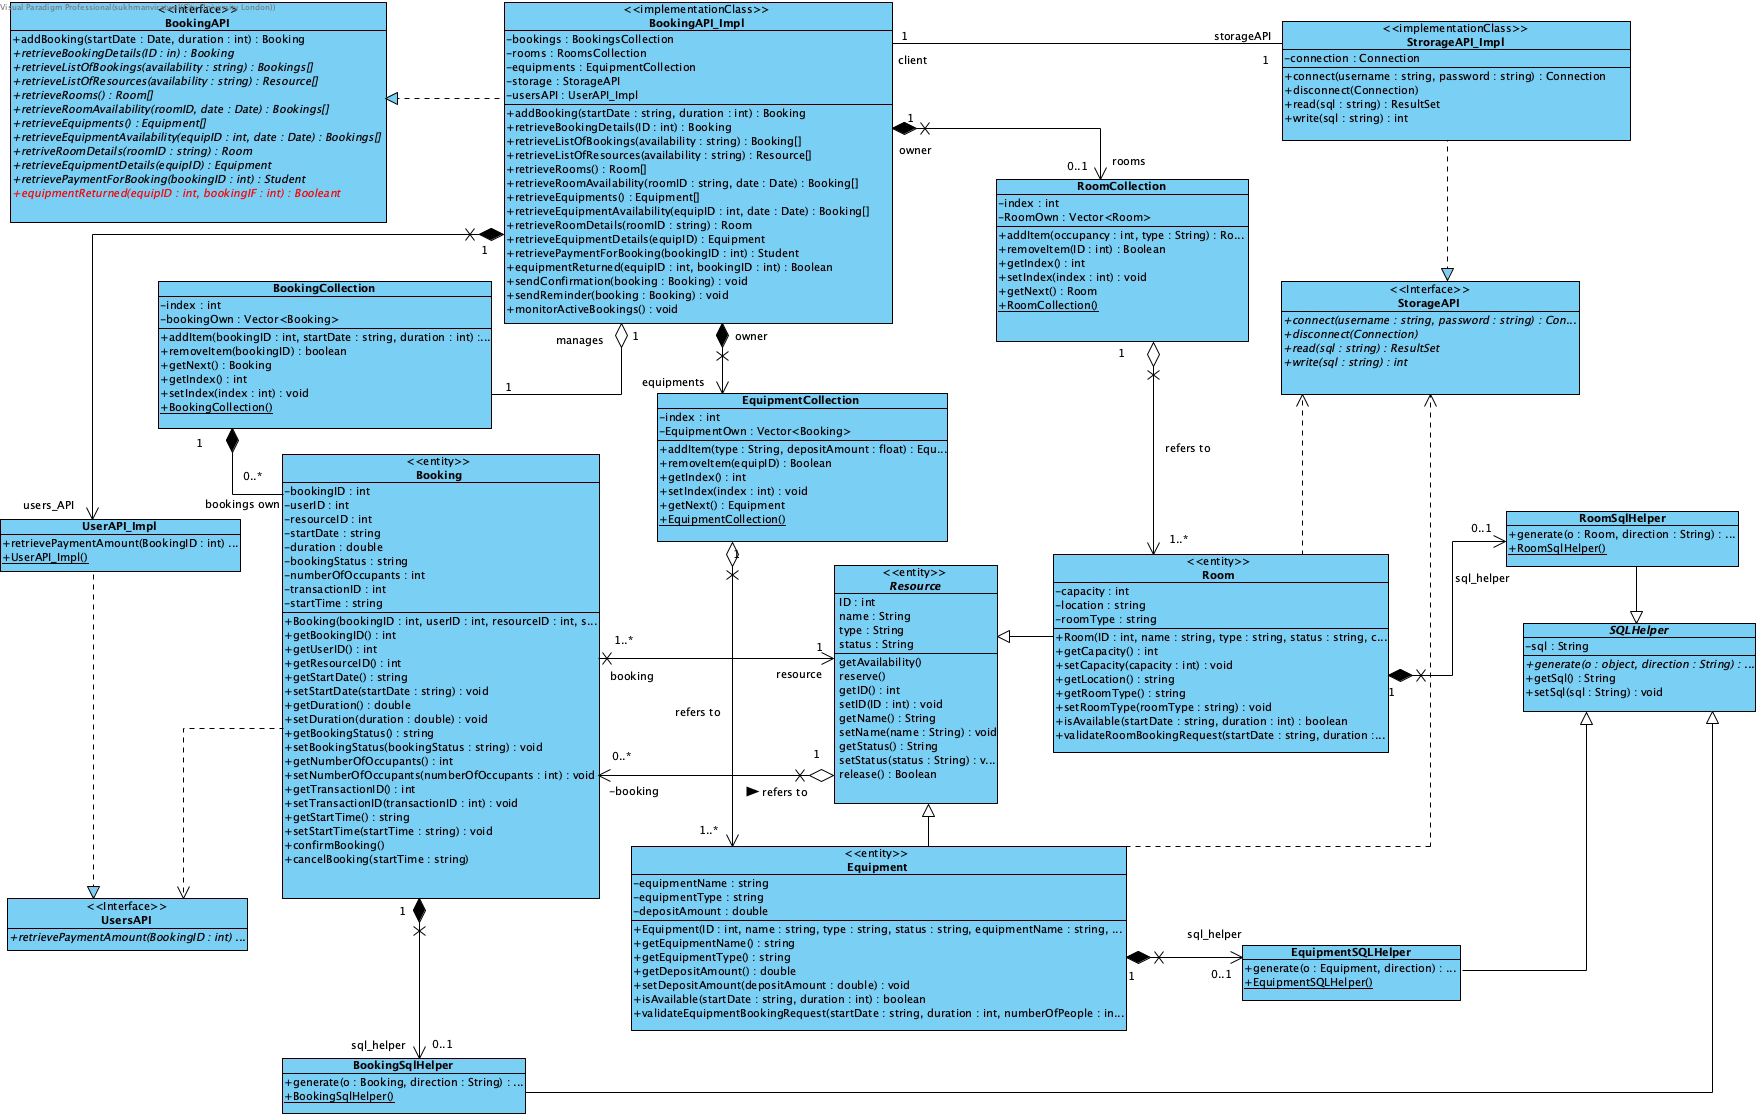 Visual Paradigm Professional(sukhmanvir
London))
<<Interface>>
BookingAPI
+addBooking(startDate : Date, duration : int) : Booking
+retrieveBookingDetails(ID : in) : Booking
+retrieveListOfBookings(availability : string) : Bookings[]
+retrieveListOfResources(availability : string) : Resource[]
+retrieveRooms() : Room[]
+retrieveRoomAvailability(roomID, date : Date) : Bookings[]
+retrieveEquipments() : Equipment[]
+retrieveEquipmentAvailability(equipID : int, date : Date) : Bookings[]
+retriveRoomDetails(roomID : string) : Room
+retrieveEquipmentDetails(equipID) : Equipment
+retrievePaymentForBooking(bookingID : int) : Student
+equipmentReturned(equipID : int, bookingIF : int) : Booleant
<<implementationClass>>
BookingAPI_Impl
-bookings : BookingsCollection
-rooms : RoomsCollection
-equipments : EquipmentCollection
-storage : StorageAPI
-usersAPI : UserAPI_Impl
+addBooking(startDate : string, duration : int) : Booking
+retrieveBookingDetails(ID : int) : Booking
+retrieveListOfBookings(availability : string) : Booking[]
+retrieveListOfResources(availability : string) : Resource[]
+retrieveRooms() : Room[]
+retrieveRoomAvailability(roomID : string, date : Date) : Booking[]
+retrieveEquipments() : Equipment[]
+retrieveEquipmentAvailability(equipID : int, date : Date) : Booking[]
+retrieveRoomDetails(roomID : string) : Room
+retrieveEquipmentDetails(equipID) : Equipment
+retrievePaymentForBooking(bookingID : int) : Student
+equipmentReturned(equipID : int, bookingID : int) : Boolean
+sendConfirmation(booking : Booking) : void
+sendReminder(booking : Booking) : void
+monitorActiveBookings() : void
1
client
storageAPI
1
<<implementationClass>>
StrorageAPI_Impl
-connection : Connection
+connect(username : string, password : string) : Connection
+disconnect(Connection)
+read(sql : string) : ResultSet
+write(sql : string) : int
1
owner
0..1
rooms
RoomCollection
-index : int
-RoomOwn : Vector<Room>
+addItem(occupancy : int, type : String) : Ro...
+removeItem(ID : int) : Boolean
+getIndex() : int
+setIndex(index : int) : void
+getNext() : Room
+RoomCollection()
1
BookingCollection
-index : int
-bookingOwn : Vector<Booking>
+addItem(bookingID : int, startDate : string, duration : int) :...
+removeItem(bookingID) : boolean
+getNext() : Booking
+getIndex() : int
+setIndex(index : int) : void
+BookingCollection()
manages
1
1
owner
equipments
<<Interface>>
StorageAPI
+connect(username : string, password : string) : Con...
+disconnect(Connection)
+read(sql : string) : ResultSet
+write(sql : string) : int
EquipmentCollection
-index : int
-EquipmentOwn : Vector<Booking>
+addItem(type : String, depositAmount : float) : Equ...
+removeItem(equipID) : Boolean
+getIndex() : int
+setIndex(index : int) : void
+getNext() : Equipment
+EquipmentCollection()
1
refers to
1..*
1
0..*
bookings own
users_API
UserAPI_Impl
+retrievePaymentAmount(BookingID : int) ...
+UserAPI_Impl()
<<entity>>
Booking
-bookingID : int
-userID : int
-resourceID : int
-startDate : string
-duration : double
-bookingStatus : string
-numberOfOccupants : int
-transactionID : int
-startTime : string
+Booking(bookingID : int, userID : int, resourceID : int, s...
+getBookingID() : int
+getUserID() : int
+getResourceID() : int
+getStartDate() : string
+setStartDate(startDate : string) : void
+getDuration() : double
+setDuration(duration : double) : void
+getBookingStatus() : string
+setBookingStatus(bookingStatus : string) : void
+getNumberOfOccupants() : int
+setNumberOfOccupants(numberOfOccupants : int) : void
+getTransactionID() : int
+setTransactionID(transactionID : int) : void
+getStartTime() : string
+setStartTime(startTime : string) : void
+confirmBooking()
+cancelBooking(startTime : string)
1
<<entity>>
Resource
ID : int
name : String
type : String
status : String
getAvailability()
reserve()
getID() : int
setID(ID : int) : void
getName() : String
setName(name : String) : void
getStatus() : String
setStatus(status : String) : v...
release() : Boolean
1..*
booking
1
resource
refers to
0..*
-booking
1
refers to
1..*
<<entity>>
Room
-capacity : int
-location : string
-roomType : string
+Room(ID : int, name : string, type : string, status : string, c...
+getCapacity() : int
+setCapacity(capacity : int) : void
+getLocation() : string
+getRoomType() : string
+setRoomType(roomType : string) : void
+isAvailable(startDate : string, duration : int) : boolean
+validateRoomBookingRequest(startDate : string, duration :...
1
0..1
sql_helper
RoomSqlHelper
+generate(o : Room, direction : String) : ...
+RoomSqlHelper()
SQLHelper
-sql : String
+generate(o : object, direction : String) : ...
+getSql() : String
+setSql(sql : String) : void
<<entity>>
Equipment
-equipmentName : string
-equipmentType : string
-depositAmount : double
+Equipment(ID : int, name : string, type : string, status : string, equipmentName : string, ...
+getEquipmentName() : string
+getEquipmentType() : string
+getDepositAmount() : double
+setDepositAmount(depositAmount : double) : void
+isAvailable(startDate : string, duration : int) : boolean
+validateEquipmentBookingRequest(startDate : string, duration : int, numberOfPeople : in...
1
sql_helper
0..1
EquipmentSQLHelper
+generate(o : Equipment, direction) : ...
+EquipmentSQLHelper()
<<Interface>>
UsersAPI
+retrievePaymentAmount(BookingID : int) ...
1
sql_helper
0..1
BookingSqlHelper
+generate(o : Booking, direction : String) : ...
+BookingSqlHelper()